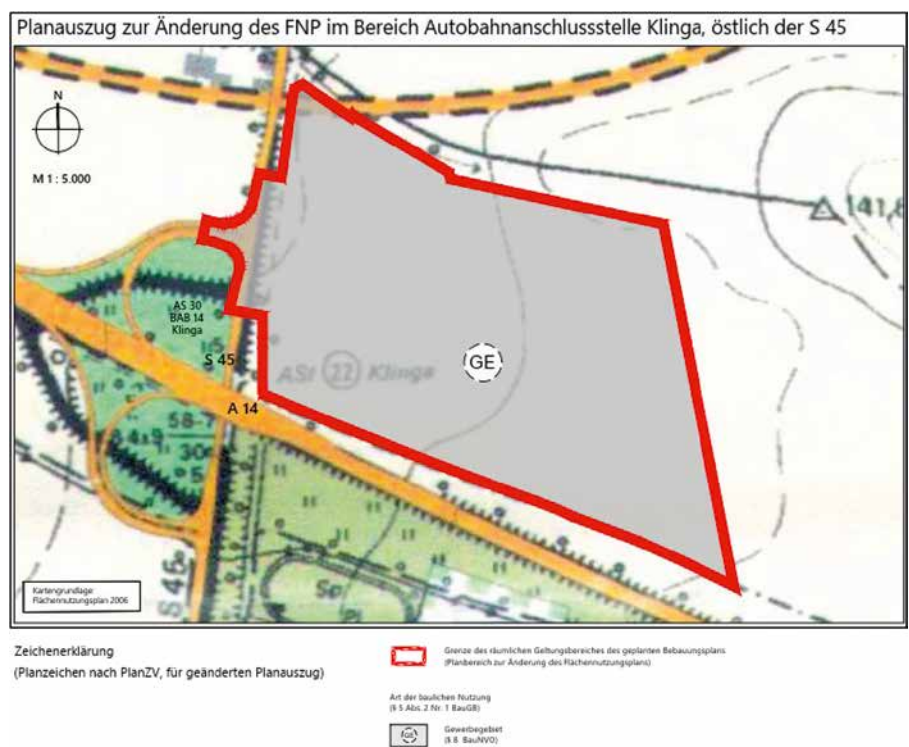 Planauszug zur Änderung des FNP im Bereich Autobahnanschlussstelle Klinga, östlich der S 45
N
M 1 : 5.000
141,8
AS 30
BAB 14
Klinga
S 45
ASt 22 Klinga
GE
A 14
58-7
30
S 45
Sp
Kartengrundlage:
Flächennutzungsplan 2006
Zeichenerklärung
(Planzeichen nach PlanZV, für geänderten Planauszug)
Grenze des räumlichen Geltungsbereiches des geplanten Bebauungsplans
(Planbereich zur Änderung des Flächennutzungsplans)
Art der baulichen Nutzung
(§ 5 Abs. 2 Nr. 1 BauGB)
GE
Gewerbegebiet
(§ 8 BauNVO)